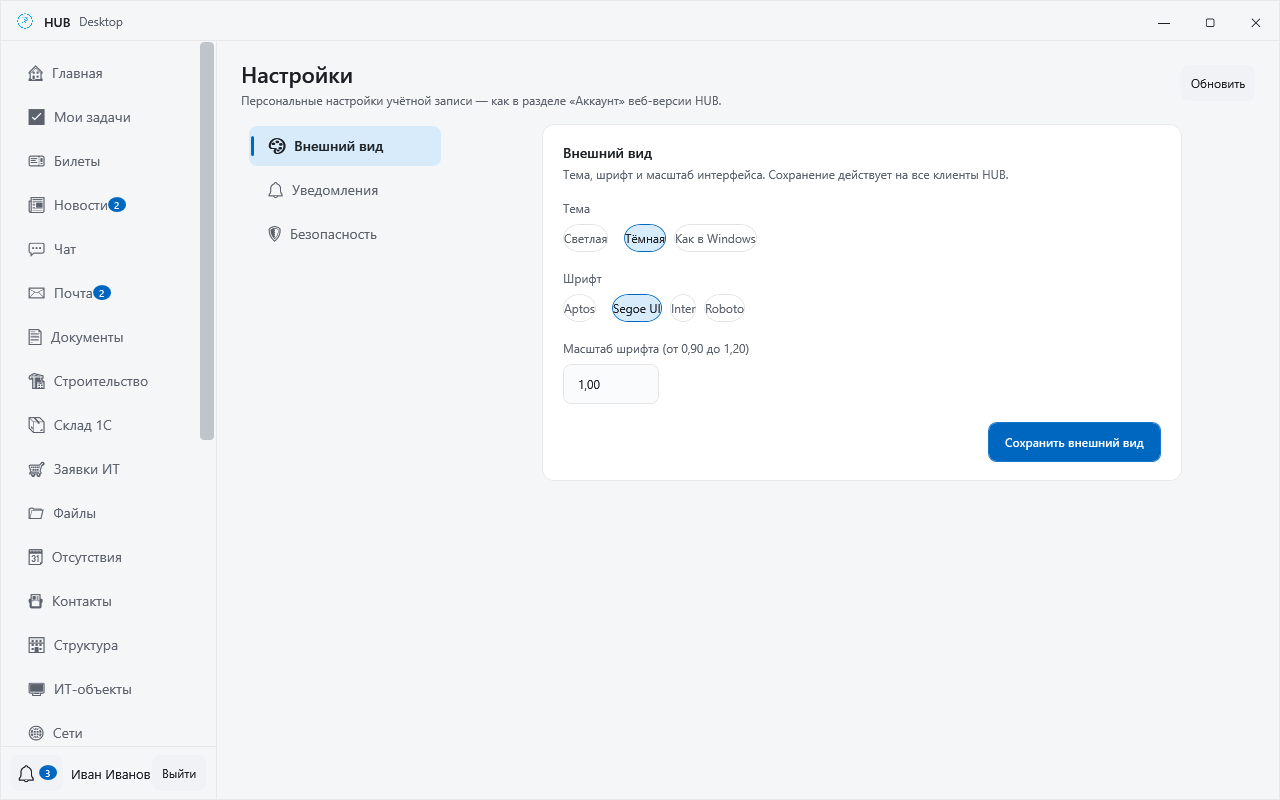 HUB Desktop
Главная
Мои задачи
Билеты
Новости 2
Чат
Почта 2
Документы
Строительство
Склад 1С
Заявки ИТ
Файлы
31 Отсутствия
Контакты
Структура
ИТ-объекты
Сети
3 Иван Иванов Выйти
Настройки
Персональные настройки учётной записи — как в разделе «Аккаунт» веб-версии HUB.
Обновить
Внешний вид
Уведомления
Безопасность
Внешний вид
Тема, шрифт и масштаб интерфейса. Сохранение действует на все клиенты HUB.
Тема
Светлая Тёмная Как в Windows
Шрифт
Aptos Segoe UI Inter Roboto
Масштаб шрифта (от 0,90 до 1,20)
1,00
Сохранить внешний вид